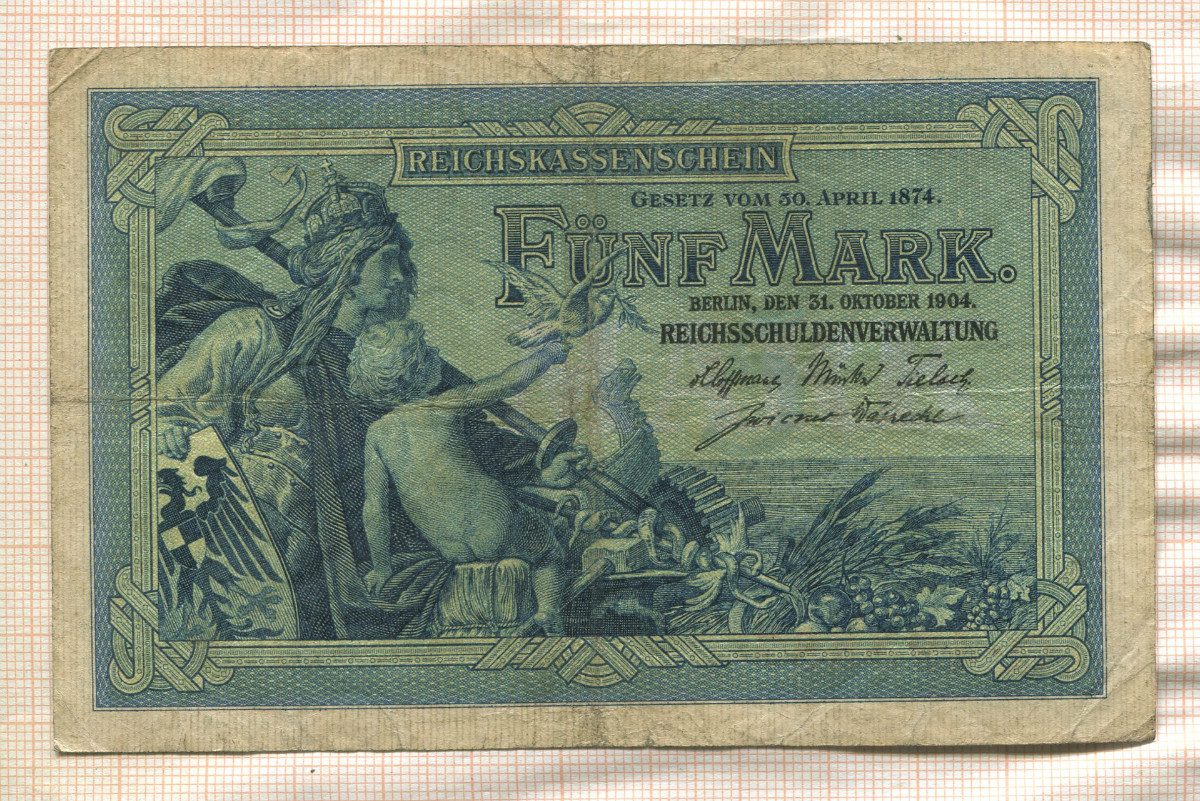 REICHSKASSENSCHEIN
GESETZ VOM 30. APRIL 1874.
FÜNF MARK.
BERLIN, DEN 31. OKTOBER 1904.
REICHSSCHULDENVERWALTUNG